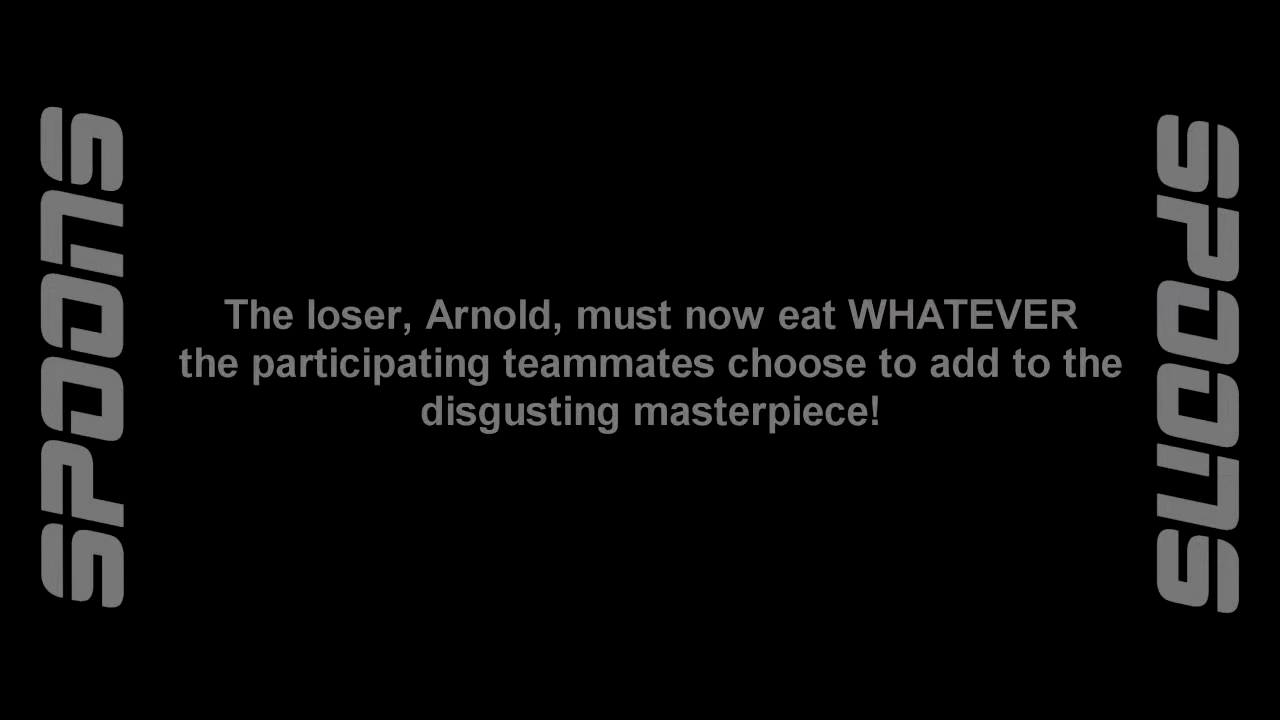 SPOONS
The loser, Arnold, must now eat WHATEVER
the participating teammates choose to add to the
disgusting masterpiece!
SPOONS